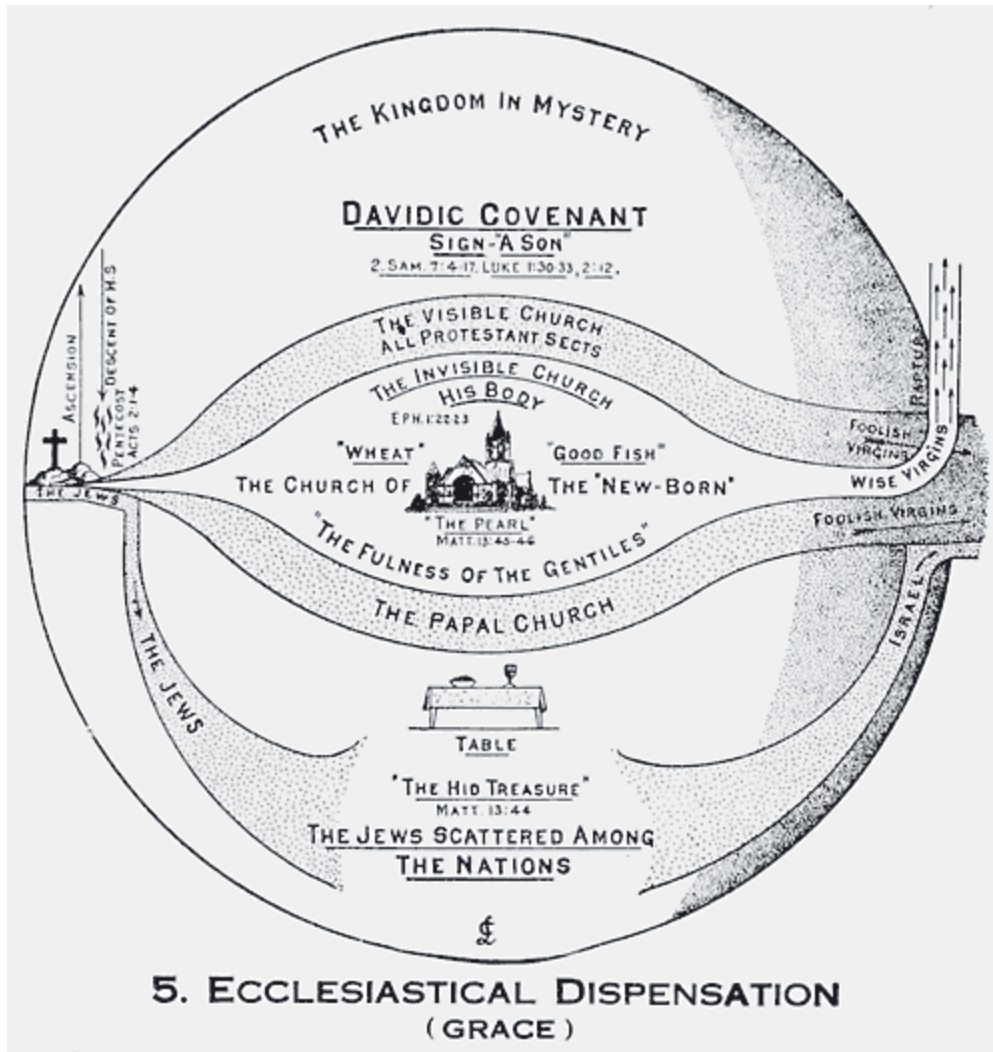 THE KINGDOM IN MYSTERY
DAVIDIC COVENANT
SIGN-"A SON"
2. SAM. 7:4-17. LUKE 1:30-33, 2:12.
ASCENSION
DESCENT OF H.S
PENTECOST
ACTS 2:1-4
THE VISIBLE CHURCH
ALL PROTESTANT SECTS
THE INVISIBLE CHURCH
HIS BODY
EPH. 1:22-23
"WHEAT"
"GOOD FISH"
THE CHURCH OF THE "NEW-BORN"
"THE PEARL"
MATT. 13:45-46
"THE FULNESS OF THE GENTILES"
THE PAPAL CHURCH
RAPTURE
FOOLISH
VIRGINS
WISE VIRGINS
FOOLISH VIRGINS
THE JEWS
THE JEWS
ISRAEL
TABLE
"THE HID TREASURE"
MATT. 13:44
THE JEWS SCATTERED AMONG
THE NATIONS
5. ECCLESIASTICAL DISPENSATION
(GRACE)